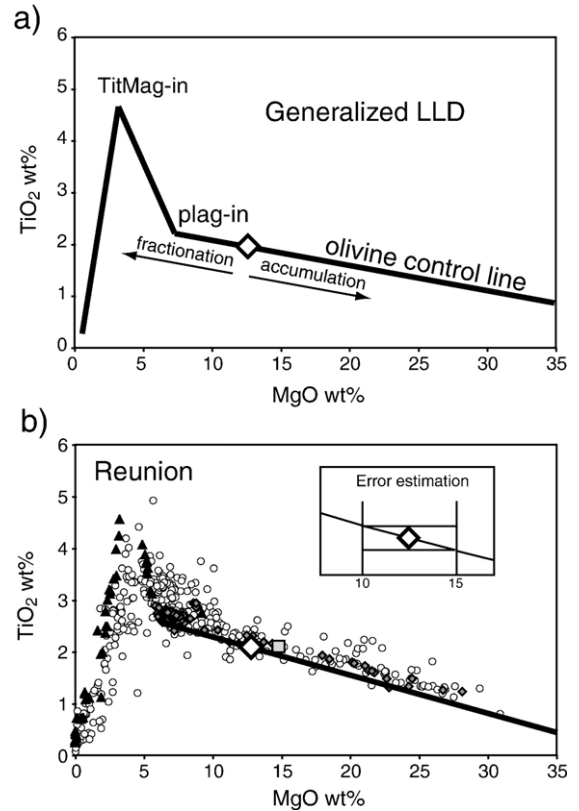 a)
6
TitMag-in
5
Generalized LLD
4
TiO2 wt%
3
plag-in
2
fractionation
accumulation
olivine control line
1
0
0 5 10 15 20 25 30 35
MgO wt%
b)
6
Reunion
Error estimation
5
10 15
4
TiO2 wt%
3
2
1
0
0 5 10 15 20 25 30 35
MgO wt%